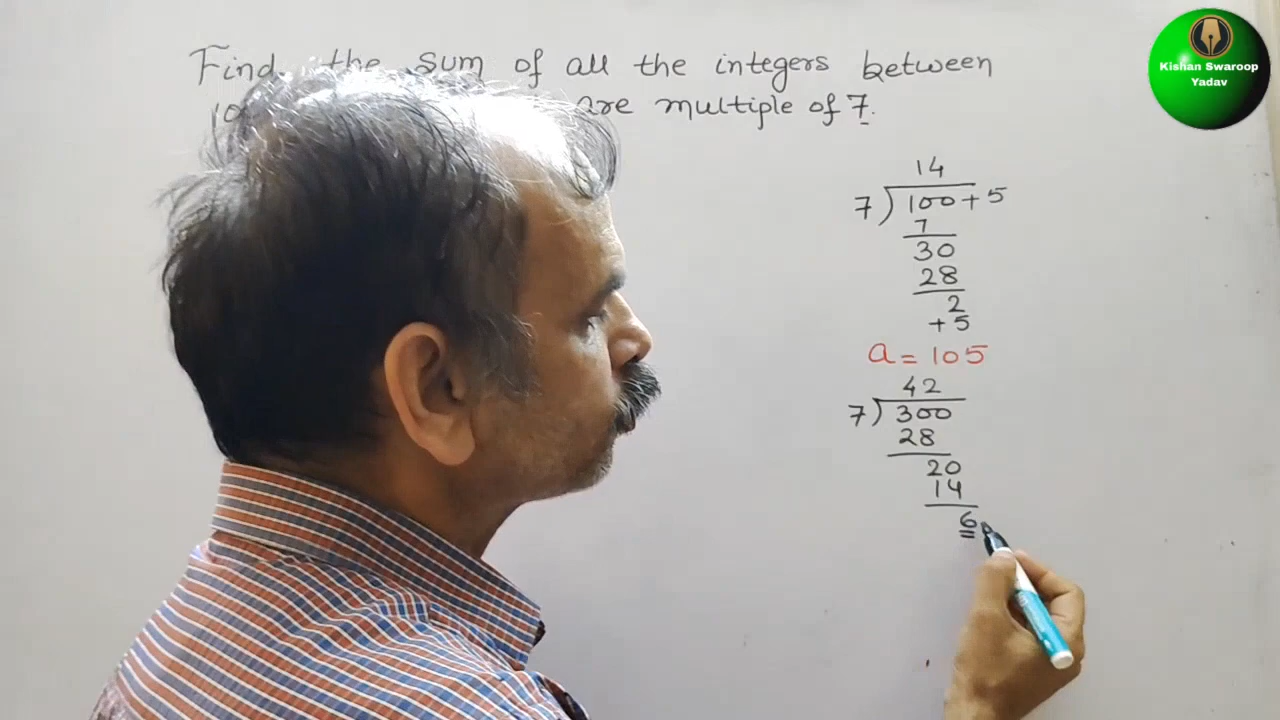 Find the sum of all the integers between
are multiple of 7.
14
7)100+5
7
30
28
2
+5
a=105
42
7)300
28
20
14
6
Kishan Swaroop
Yadav